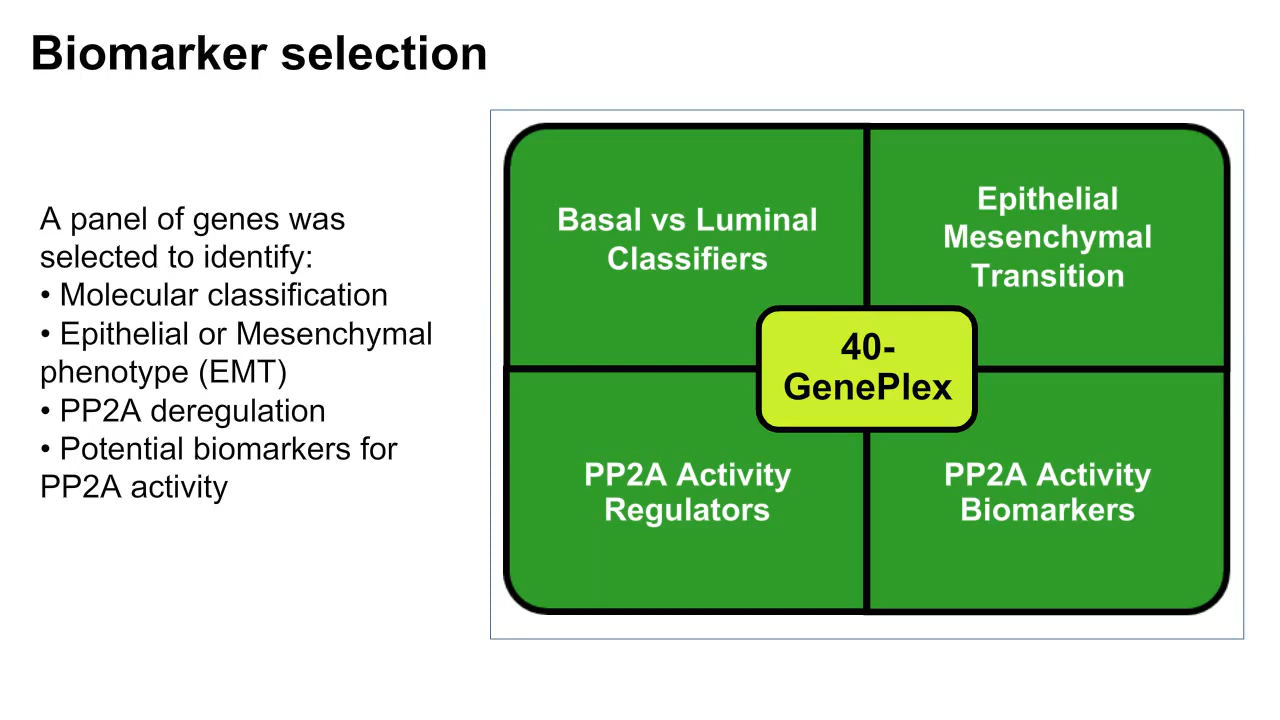 Biomarker selection
A panel of genes was
selected to identify:
• Molecular classification
• Epithelial or Mesenchymal
phenotype (EMT)
• PP2A deregulation
• Potential biomarkers for
PP2A activity
Basal vs Luminal
Classifiers
Epithelial
Mesenchymal
Transition
40-
GenePlex
PP2A Activity
Regulators
PP2A Activity
Biomarkers